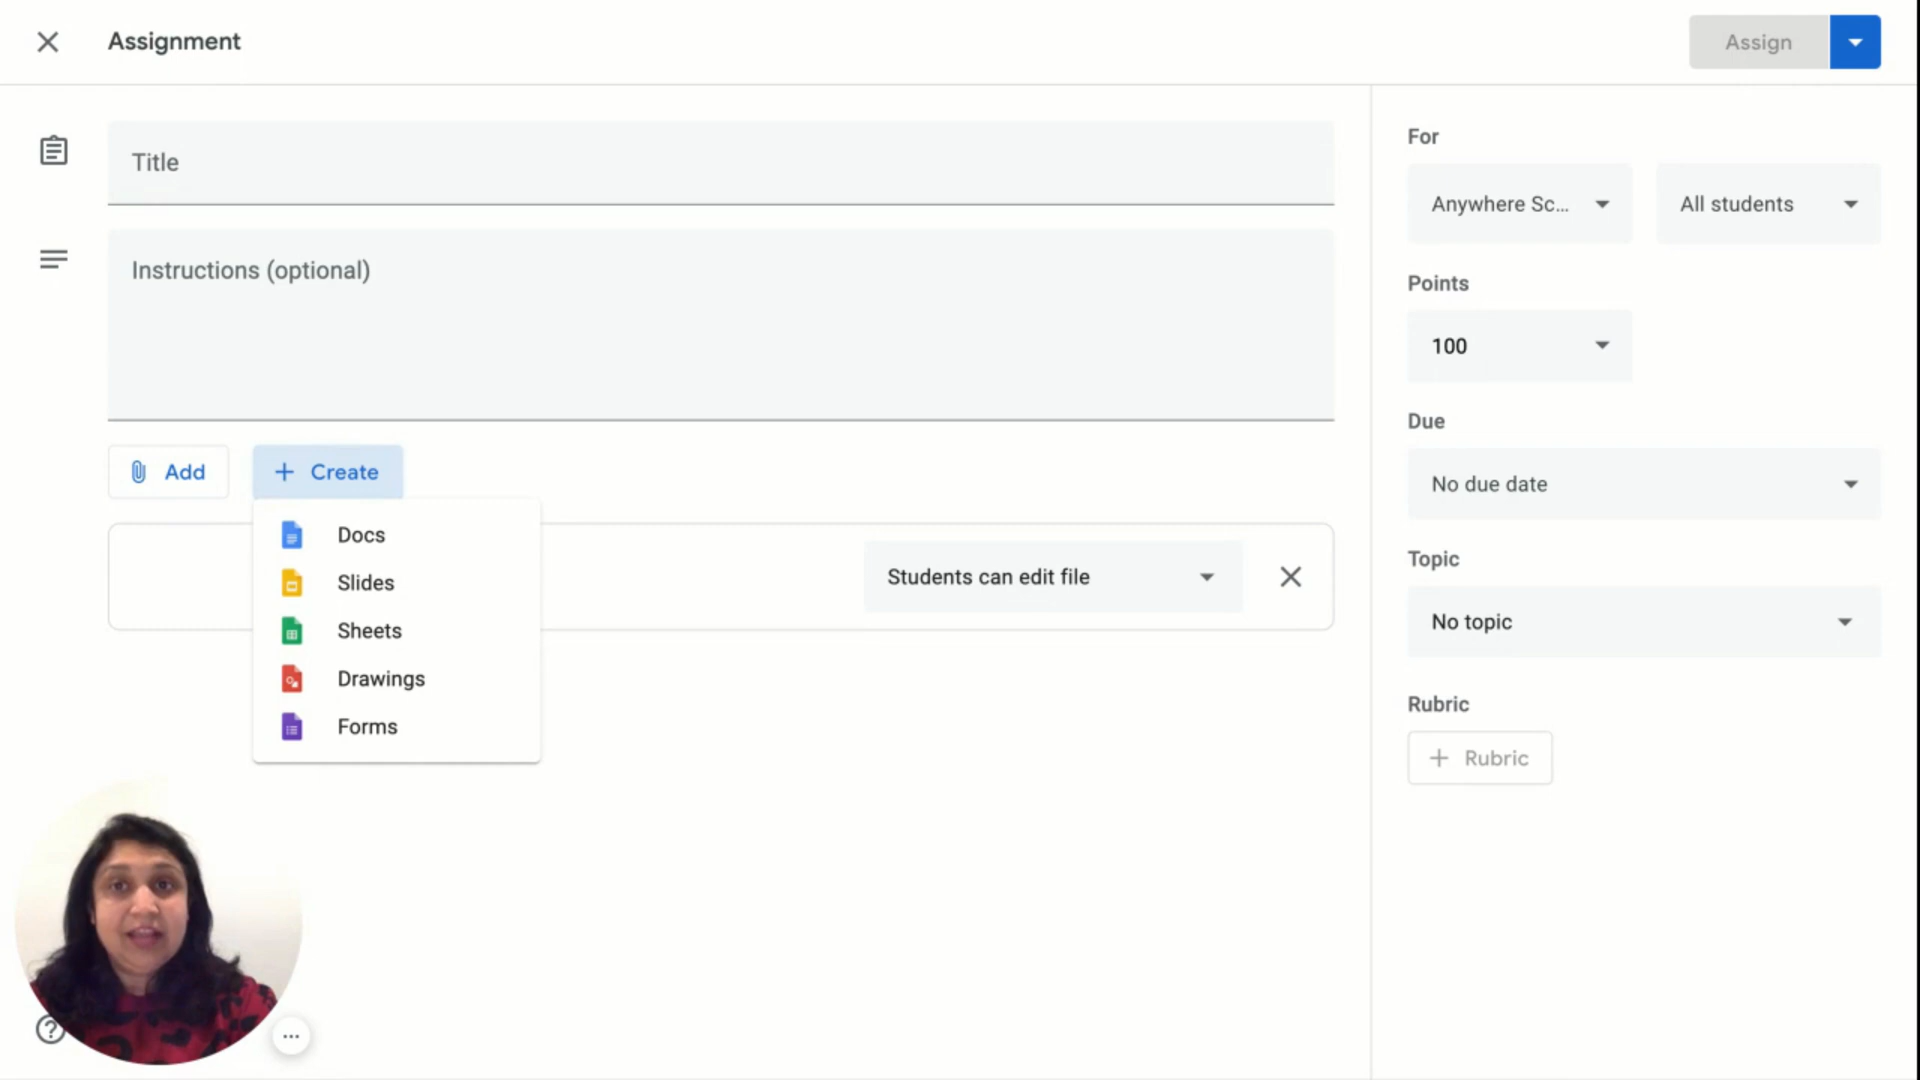 Assignment
Assign
Title
Instructions (optional)
Add
Create
Docs
Slides
Sheets
Drawings
Forms
Students can edit file
For
Anywhere Sc...
All students
Points
100
Due
No due date
Topic
No topic
Rubric
Rubric